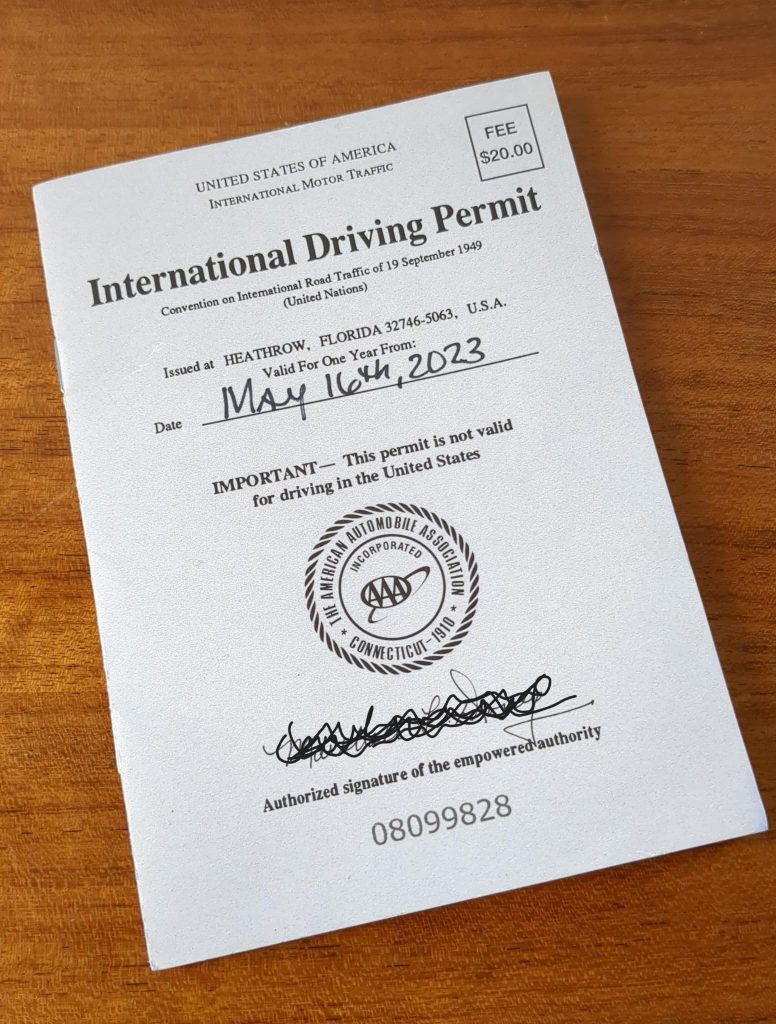 FEE
$20.00
UNITED STATES OF AMERICA
INTERNATIONAL MOTOR TRAFFIC
International Driving Permit
Convention on International Road Traffic of 19 September 1949
(United Nations)
Issued at HEATHROW, FLORIDA 32746-5063, U.S.A.
Valid For One Year From:
Date May 16th, 2023
IMPORTANT— This permit is not valid
for driving in the United States
THE AMERICAN AUTOMOBILE ASSOCIATION
INCORPORATED
AAA
★ CONNECTICUT-1910 ★
Authorized signature of the empowered authority
08099828